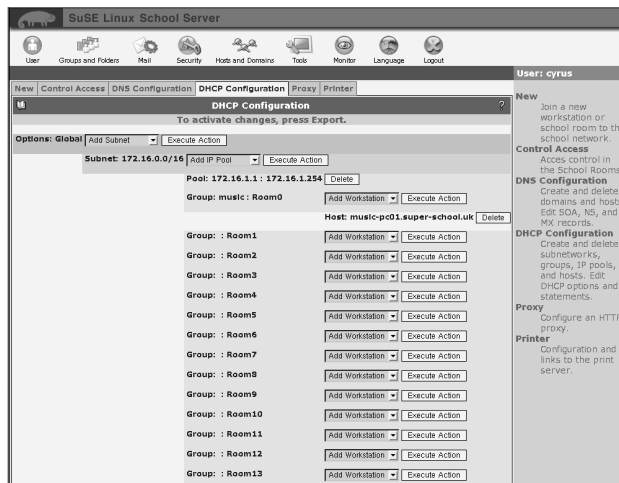 SuSE Linux School Server
User Groups and Folders Mail Security Hosts and Domains Tools Monitor Language Logout
User: cyrus
New Control Access DNS Configuration DHCP Configuration Proxy Printer
DHCP Configuration ?
To activate changes, press Export.
Options: Global Add Subnet Execute Action
Subnet: 172.16.0.0/16 Add IP Pool Execute Action
Pool: 172.16.1.1 : 172.16.1.254 Delete
Group: music : Room0 Add Workstation Execute Action
Host: music-pc01.super-school.uk Delete
Group: : Room1 Add Workstation Execute Action
Group: : Room2 Add Workstation Execute Action
Group: : Room3 Add Workstation Execute Action
Group: : Room4 Add Workstation Execute Action
Group: : Room5 Add Workstation Execute Action
Group: : Room6 Add Workstation Execute Action
Group: : Room7 Add Workstation Execute Action
Group: : Room8 Add Workstation Execute Action
Group: : Room9 Add Workstation Execute Action
Group: : Room10 Add Workstation Execute Action
Group: : Room11 Add Workstation Execute Action
Group: : Room12 Add Workstation Execute Action
Group: : Room13 Add Workstation Execute Action
New
Join a new
workstation or
school room to th
school network.
Control Access
Acces control in
the School Rooms
DNS Configuration
Create and delete
domains and hosts
Edit SOA, NS, and
MX records.
DHCP Configuration
Create and delete
subnetworks,
groups, IP pools,
and hosts. Edit
DHCP options and
statements.
Proxy
Configure an HTTP
proxy.
Printer
Configuration and
links to the print
server.